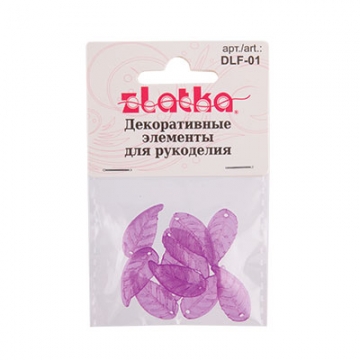 арт./art.:
DLF-01
zlatka®
Декоративные
элементы
для рукоделия